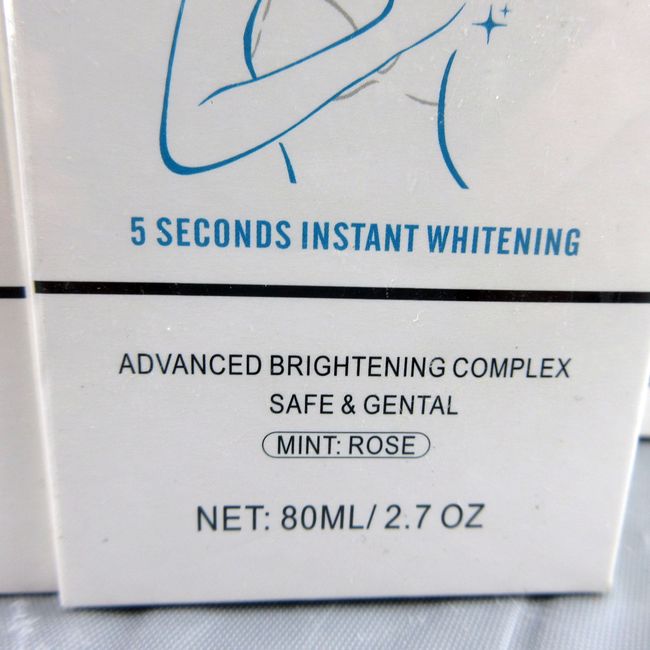 5 SECONDS INSTANT WHITENING
ADVANCED BRIGHTENING COMPLEX
SAFE & GENTAL
MINT: ROSE
NET: 80ML/ 2.7 OZ